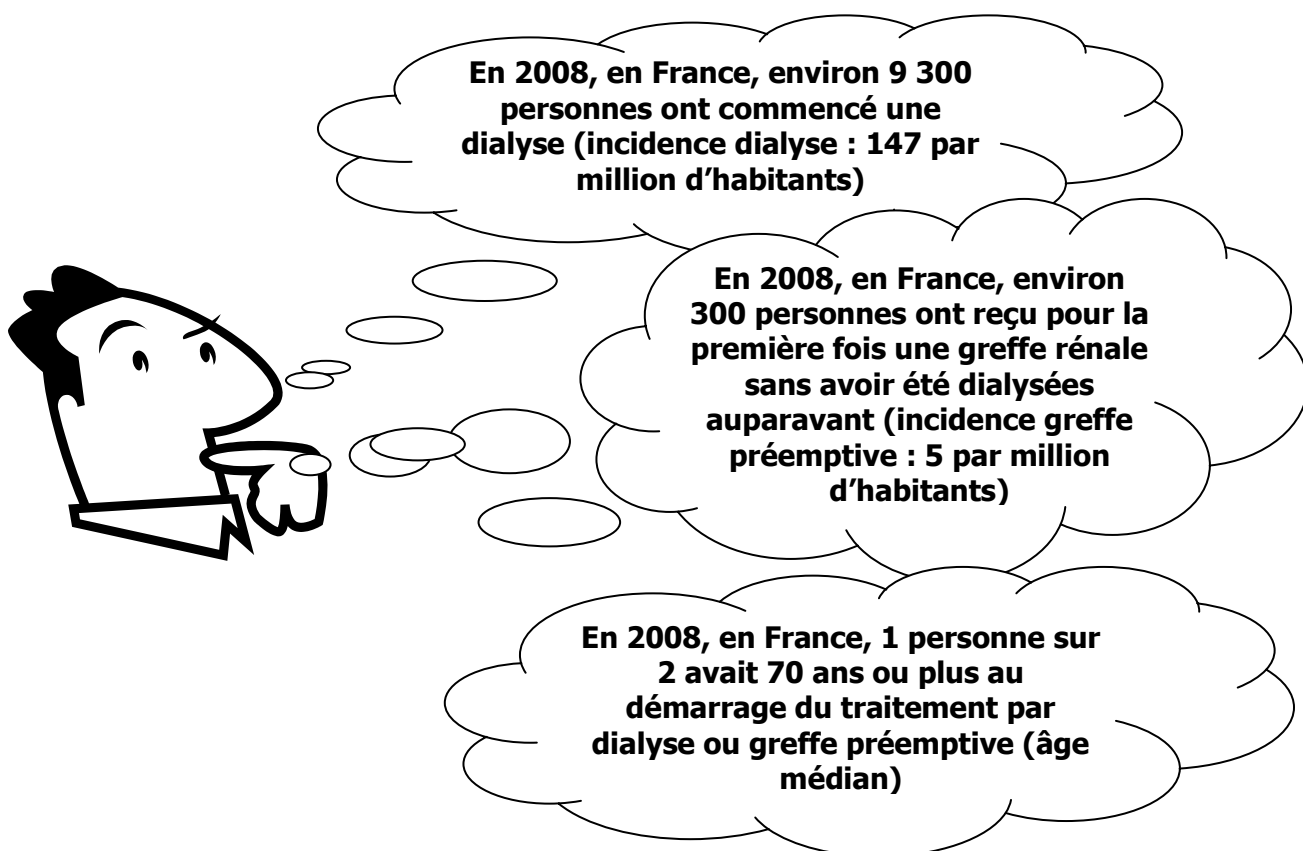 En 2008, en France, environ 9 300
personnes ont commencé une
dialyse (incidence dialyse : 147 par
million d’habitants)
En 2008, en France, environ
300 personnes ont reçu pour la
première fois une greffe rénale
sans avoir été dialysées
auparavant (incidence greffe
préemptive : 5 par million
d’habitants)
En 2008, en France, 1 personne sur
2 avait 70 ans ou plus au
démarrage du traitement par
dialyse ou greffe préemptive (âge
médian)